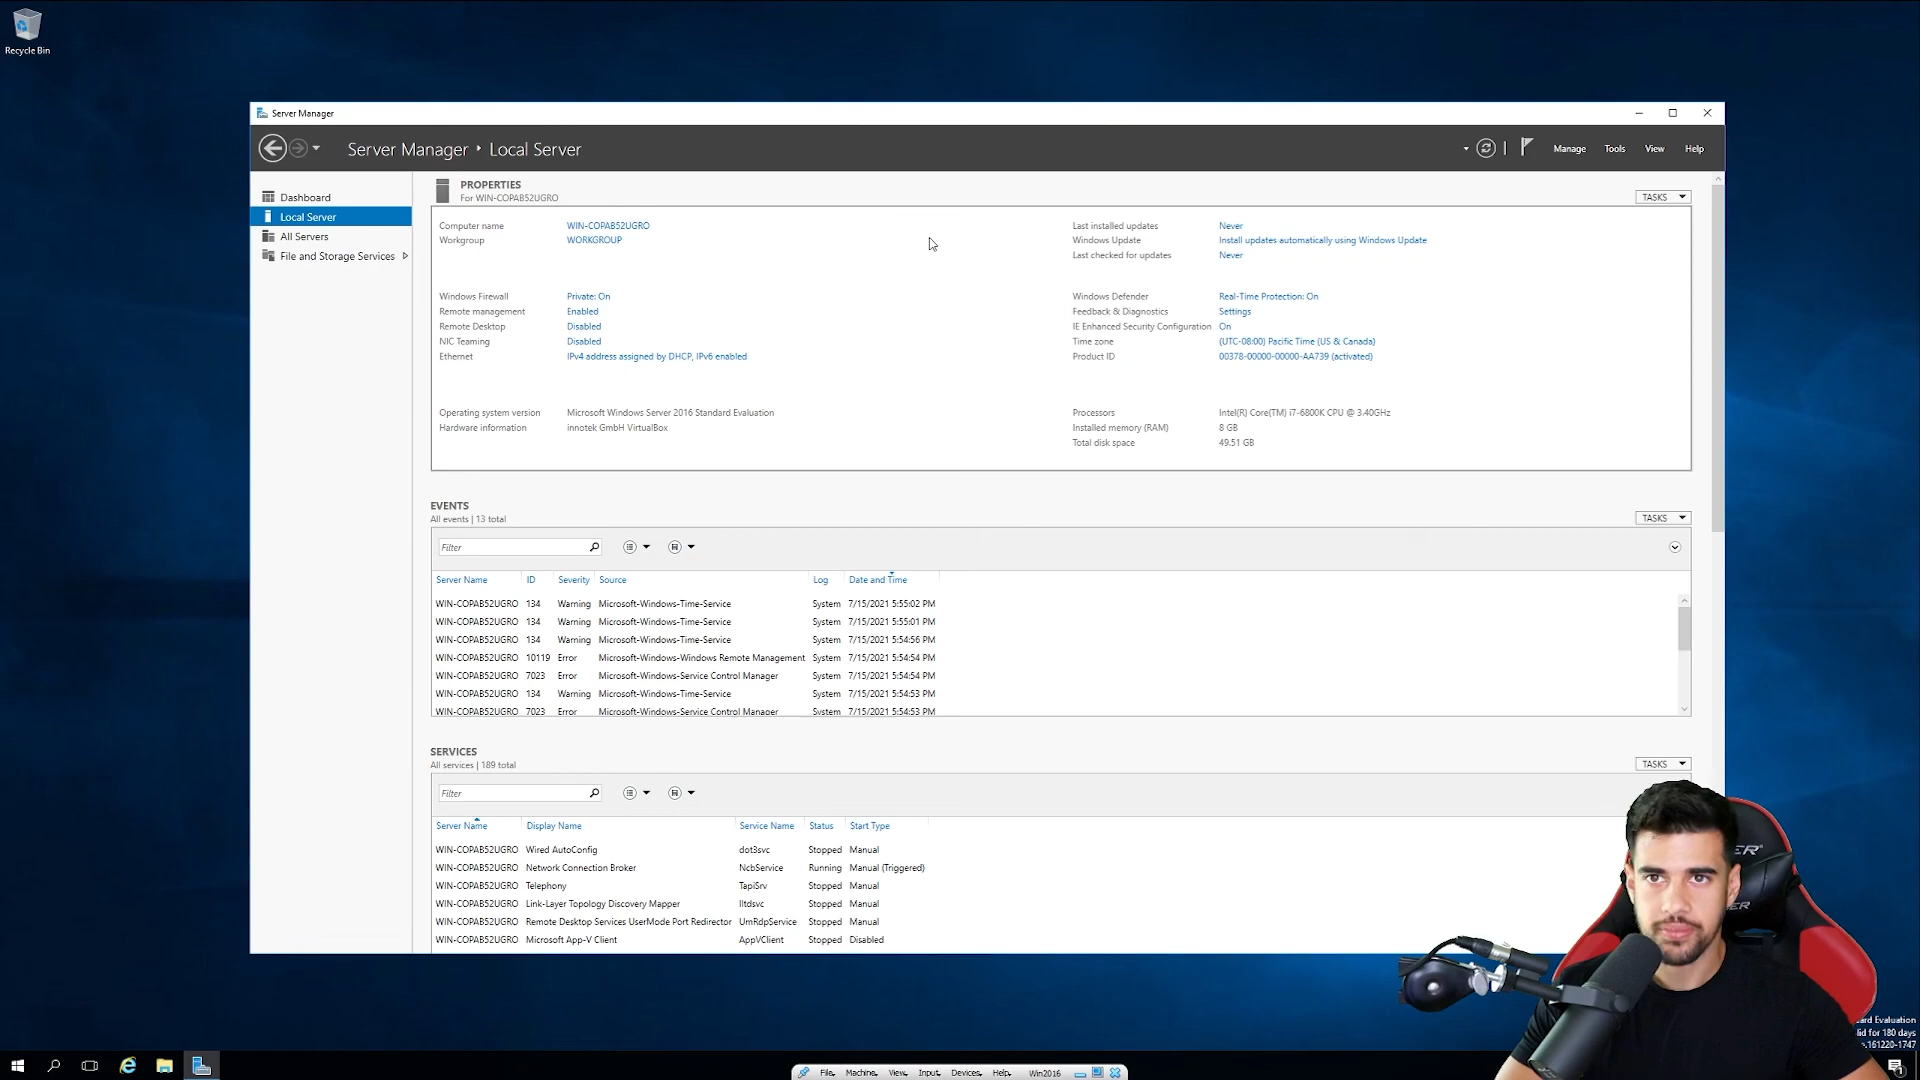 Recycle Bin
Server Manager
Server Manager • Local Server
Manage Tools View Help
Dashboard
Local Server
All Servers
File and Storage Services
PROPERTIES
For WIN-COPAB52UGRO
TASKS
Computer name WIN-COPAB52UGRO
Workgroup WORKGROUP
Last installed updates Never
Windows Update Install updates automatically using Windows Update
Last checked for updates Never
Windows Firewall Private: On
Remote management Enabled
Remote Desktop Disabled
NIC Teaming Disabled
Ethernet IPv4 address assigned by DHCP, IPv6 enabled
Windows Defender Real-Time Protection: On
Feedback & Diagnostics Settings
IE Enhanced Security Configuration On
Time zone (UTC-08:00) Pacific Time (US & Canada)
Product ID 00378-00000-00000-AA739 (activated)
Operating system version Microsoft Windows Server 2016 Standard Evaluation
Hardware information innotek GmbH VirtualBox
Processors Intel(R) Core(TM) i7-6800K CPU @ 3.40GHz
Installed memory (RAM) 8 GB
Total disk space 49.51 GB
EVENTS
All events | 13 total
TASKS
Filter
Server Name ID Severity Source Log Date and Time
WIN-COPAB52UGRO 134 Warning Microsoft-Windows-Time-Service System 7/15/2021 5:55:02 PM
WIN-COPAB52UGRO 134 Warning Microsoft-Windows-Time-Service System 7/15/2021 5:55:01 PM
WIN-COPAB52UGRO 134 Warning Microsoft-Windows-Time-Service System 7/15/2021 5:54:56 PM
WIN-COPAB52UGRO 10119 Error Microsoft-Windows-Windows Remote Management System 7/15/2021 5:54:54 PM
WIN-COPAB52UGRO 7023 Error Microsoft-Windows-Service Control Manager System 7/15/2021 5:54:54 PM
WIN-COPAB52UGRO 134 Warning Microsoft-Windows-Time-Service System 7/15/2021 5:54:53 PM
WIN-COPAB52UGRO 7023 Error Microsoft-Windows-Service Control Manager System 7/15/2021 5:54:53 PM
SERVICES
All services | 189 total
TASKS
Filter
Server Name Display Name Service Name Status Start Type
WIN-COPAB52UGRO Wired AutoConfig dot3svc Stopped Manual
WIN-COPAB52UGRO Network Connection Broker NcbService Running Manual (Triggered)
WIN-COPAB52UGRO Telephony TapiSrv Stopped Manual
WIN-COPAB52UGRO Link-Layer Topology Discovery Mapper lltdsvc Stopped Manual
WIN-COPAB52UGRO Remote Desktop Services UserMode Port Redirector UmRdpService Stopped Manual
WIN-COPAB52UGRO Microsoft App-V Client AppVClient Stopped Disabled
Evaluation
for 180 days
.161220-1747
File Machine View Input Devices Help Win2016